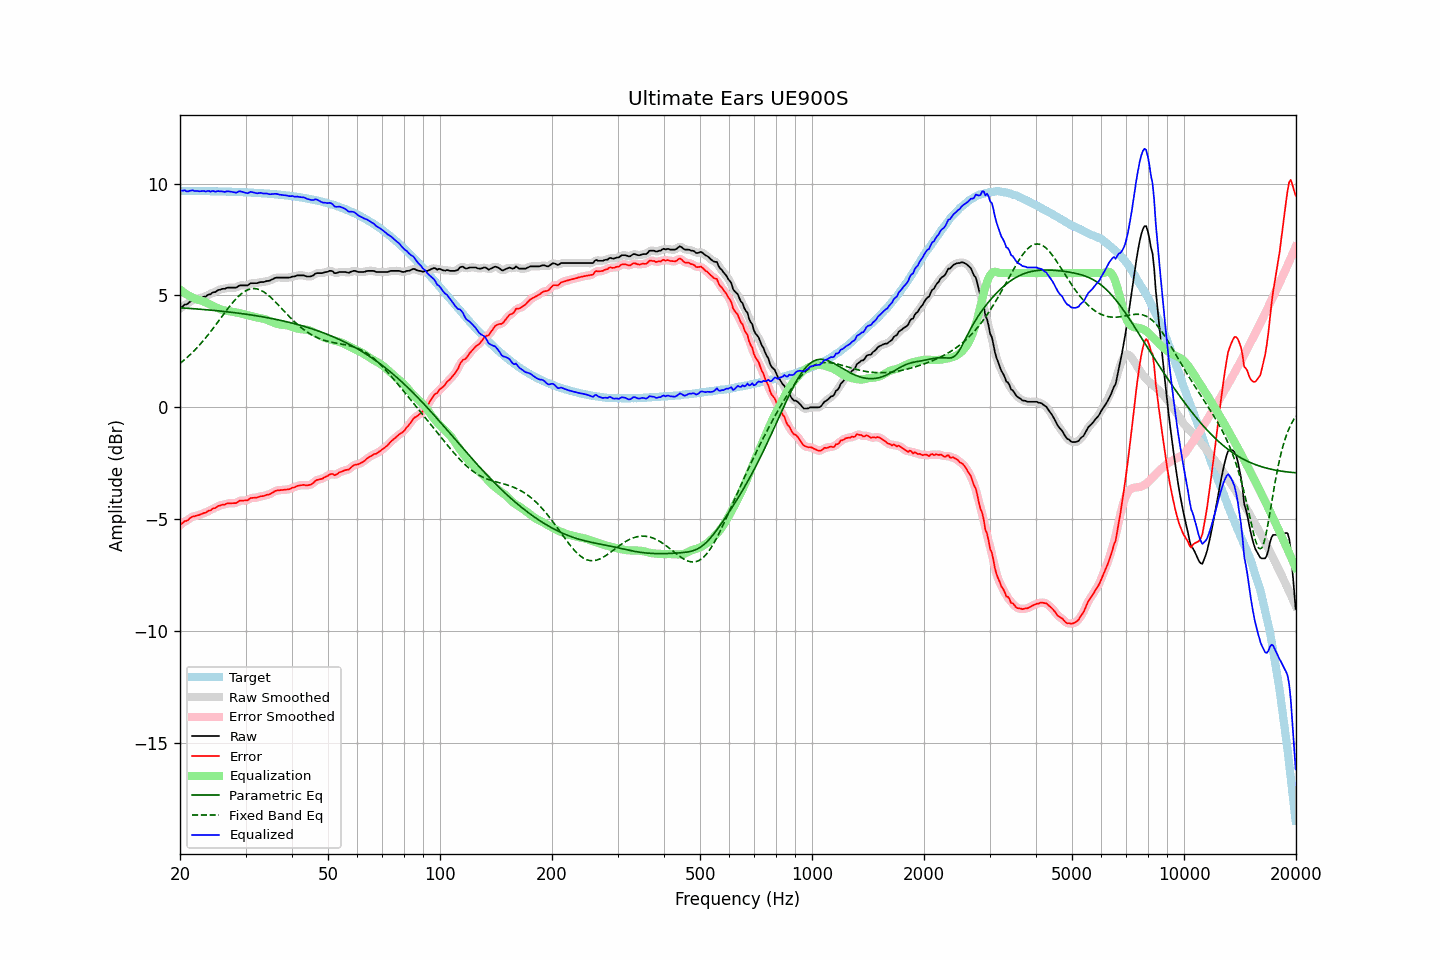 Ultimate Ears UE900S
Amplitude (dBr)
10
5
0
−5
−10
−15
Target
Raw Smoothed
Error Smoothed
Raw
Error
Equalization
Parametric Eq
Fixed Band Eq
Equalized
20 50 100 200 500 1000 2000 5000 10000 20000
Frequency (Hz)